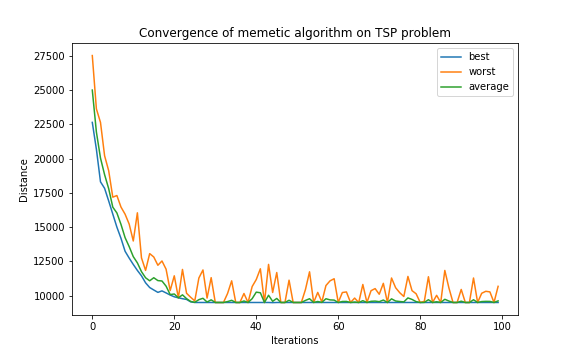 Convergence of memetic algorithm on TSP problem
27500
25000
22500
20000
17500
15000
12500
10000
Distance
best
worst
average
0 20 40 60 80 100
Iterations